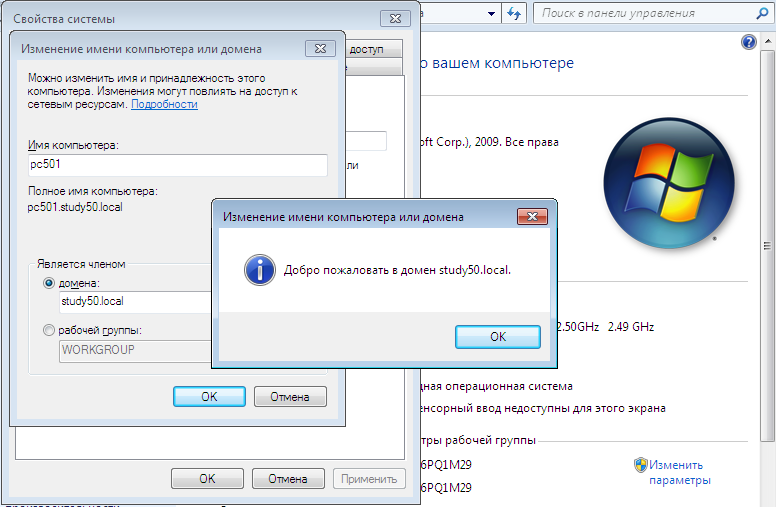 Свойства системы
Поиск в панели управления
Изменение имени компьютера или домена
доступ
Можно изменить имя и принадлежность этого
компьютера. Изменения могут повлиять на доступ к
сетевым ресурсам. Подробности
о вашем компьютере
Имя компьютера:
pc501
Полное имя компьютера:
pc501.study50.local
oft Corp.), 2009. Все права
Изменение имени компьютера или домена
Добро пожаловать в домен study50.local.
OK
Является членом
домена:
study50.local
рабочей группы:
WORKGROUP
OK
Отмена
2.50GHz 2.49 GHz
дная операционная система
енсорный ввод недоступны для этого экрана
тры рабочей группы
6PQ1M29
6PQ1M29
Изменить
параметры
OK
Отмена
Применить